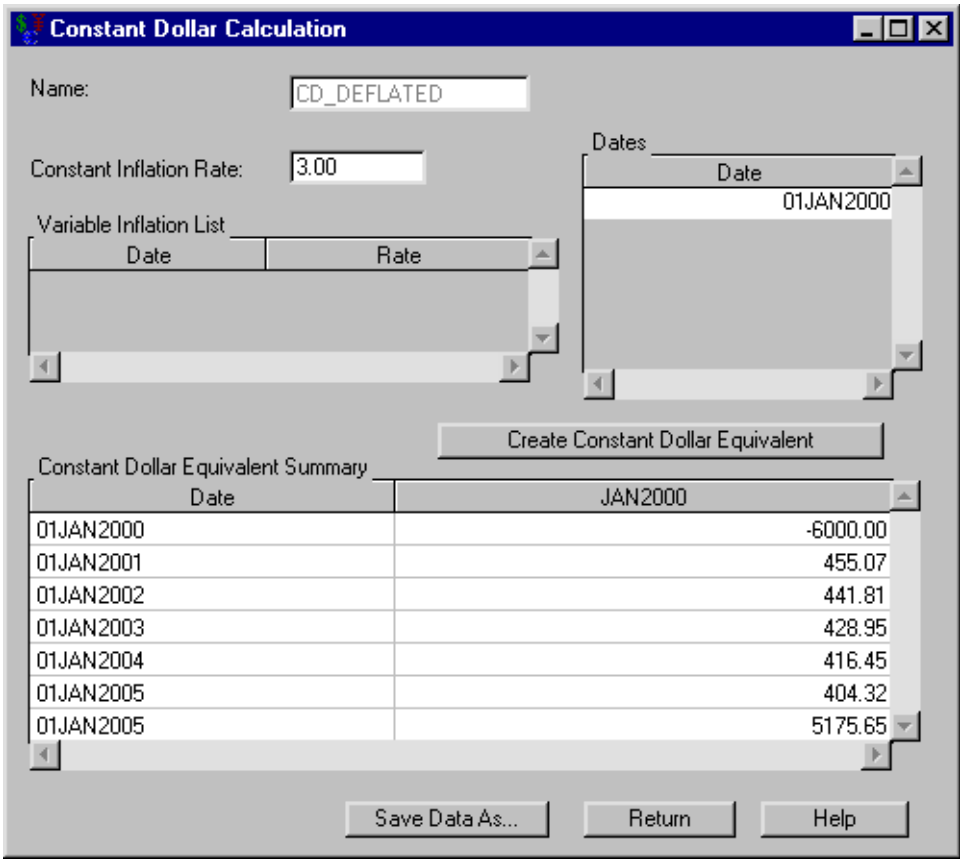 Constant Dollar Calculation
Name: CD_DEFLATED
Constant Inflation Rate: 3.00
Dates
Date
01JAN2000
Variable Inflation List
Date Rate
Create Constant Dollar Equivalent
Constant Dollar Equivalent Summary
Date JAN2000
01JAN2000 -6000.00
01JAN2001 455.07
01JAN2002 441.81
01JAN2003 428.95
01JAN2004 416.45
01JAN2005 404.32
01JAN2005 5175.65
Save Data As... Return Help